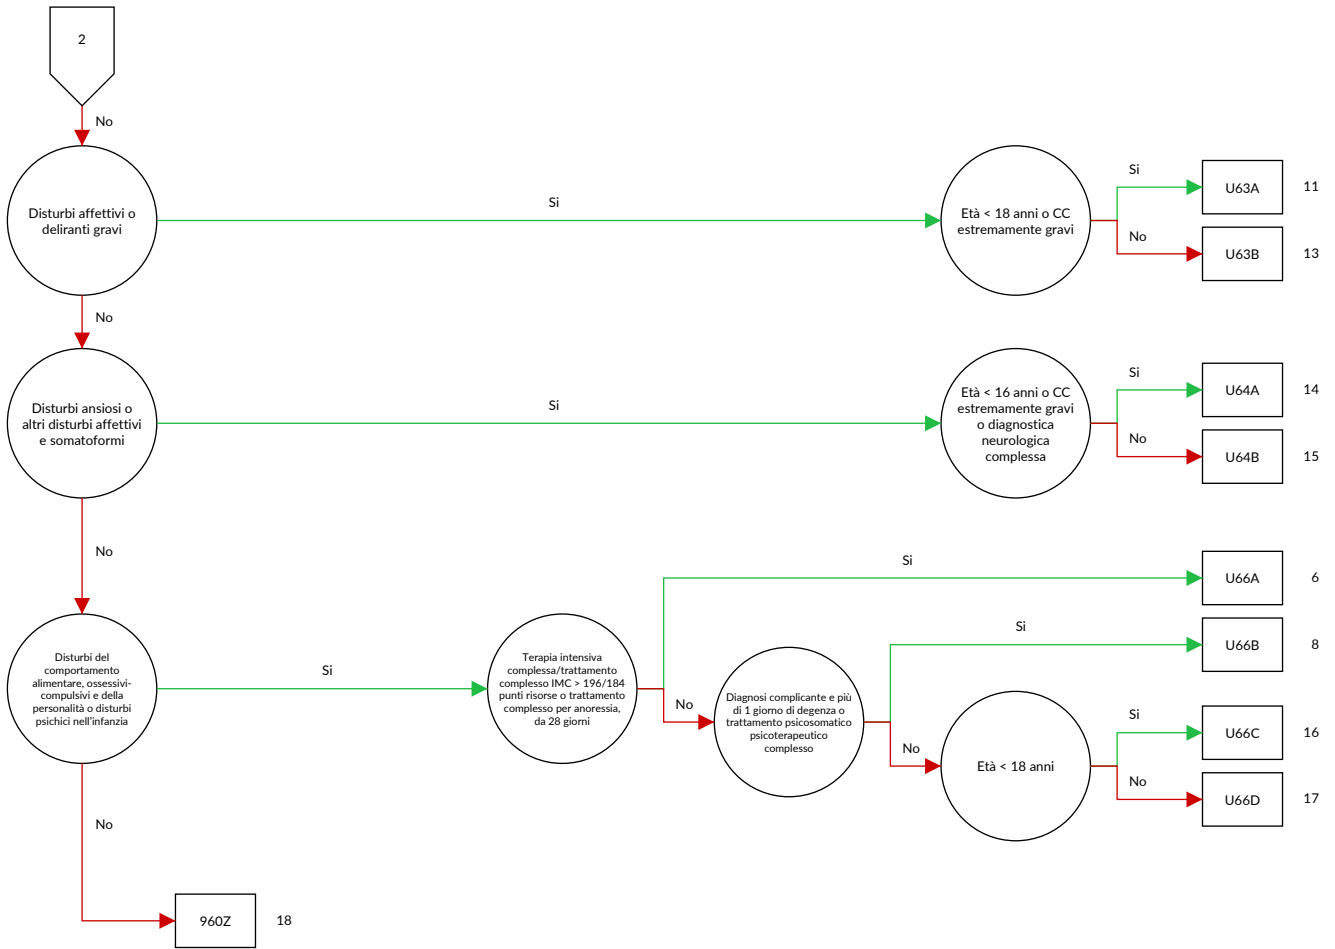 2
No
Disturbi affettivi o
deliranti gravi
Si
Età < 18 anni o CC
estremamente gravi
Si
U63A
11
No
U63B
13
No
Disturbi ansiosi o
altri disturbi affettivi
e somatoformi
Si
Età < 16 anni o CC
estremamente gravi
o diagnostica
neurologica
complessa
Si
U64A
14
No
U64B
15
No
Disturbi del
comportamento
alimentare, ossessivi-
compulsivi e della
personalità o disturbi
psichici nell'infanzia
Si
Terapia intensiva
complessa/trattamento
complesso IMC > 196/184
punti risorse o trattamento
complesso per anoressia,
da 28 giorni
Si
U66A
6
No
Diagnosi complicante e più
di 1 giorno di degenza o
trattamento psicosomatico
psicoterapeutico
complesso
Si
U66B
8
No
Età < 18 anni
Si
U66C
16
No
U66D
17
No
960Z
18